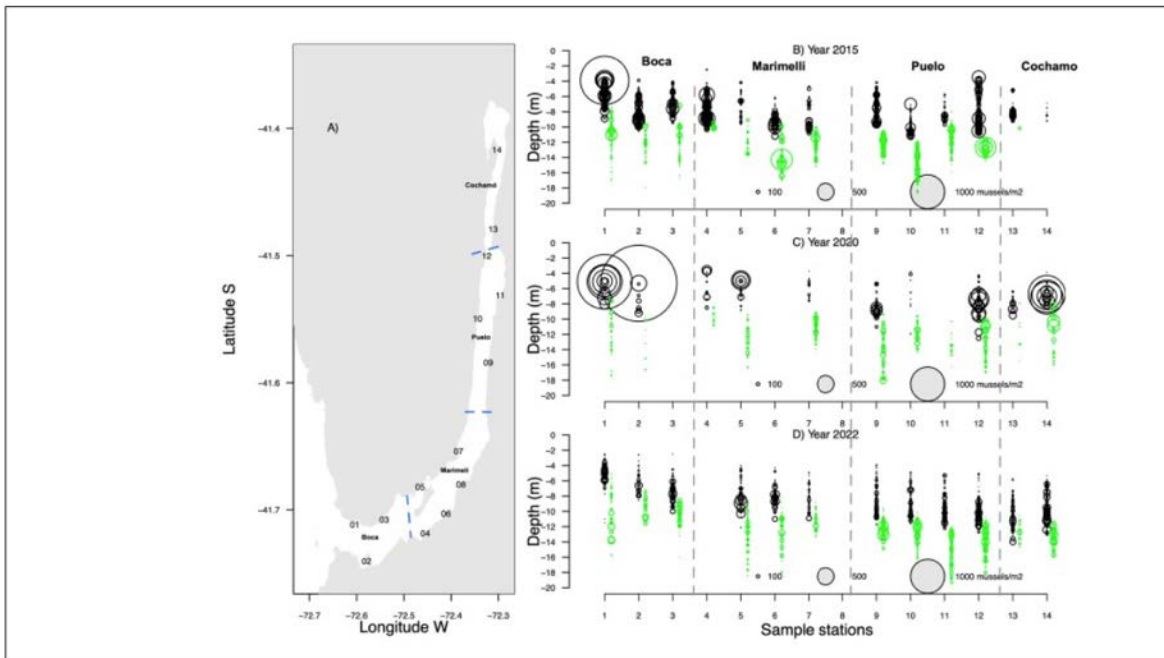 A)
Latitude S
−41.4
−41.5
−41.6
−41.7
14
Cochamó
13
12
11
10
Puelo
09
07
Marimeli
05
08
01
03
06
Boca
04
02
−72.7 −72.6 −72.5 −72.4 −72.3
Longitude W
B) Year 2015
Boca Marimelli Puelo Cochamo
Depth (m)
0
−2
−4
−6
−8
−10
−12
−14
−16
−18
−20
100 500 1000 mussels/m2
1 2 3 4 5 6 7 8 9 10 11 12 13 14
C) Year 2020
Depth (m)
0
−2
−4
−6
−8
−10
−12
−14
−16
−18
−20
100 500 1000 mussels/m2
1 2 3 4 5 6 7 8 9 10 11 12 13 14
D) Year 2022
Depth (m)
0
−2
−4
−6
−8
−10
−12
−14
−16
−18
−20
100 500 1000 mussels/m2
1 2 3 4 5 6 7 8 9 10 11 12 13 14
Sample stations